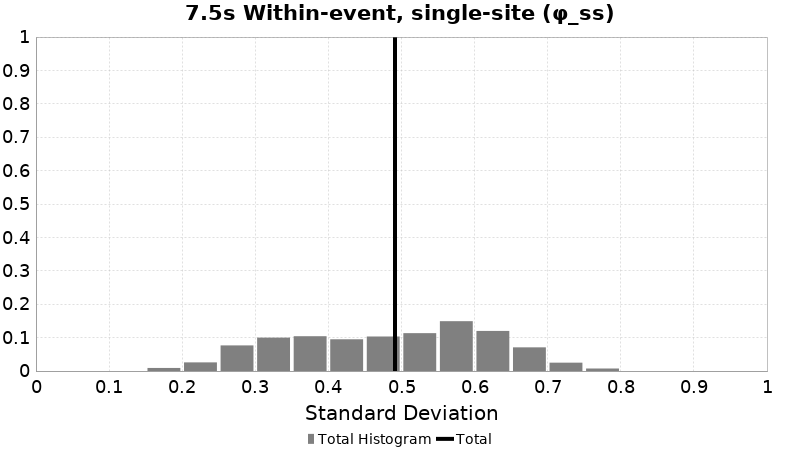 7.5s Within-event, single-site (φ_ss)
1
0.9
0.8
0.7
0.6
0.5
0.4
0.3
0.2
0.1
0
0 0.1 0.2 0.3 0.4 0.5 0.6 0.7 0.8 0.9 1
Standard Deviation
Total Histogram Total